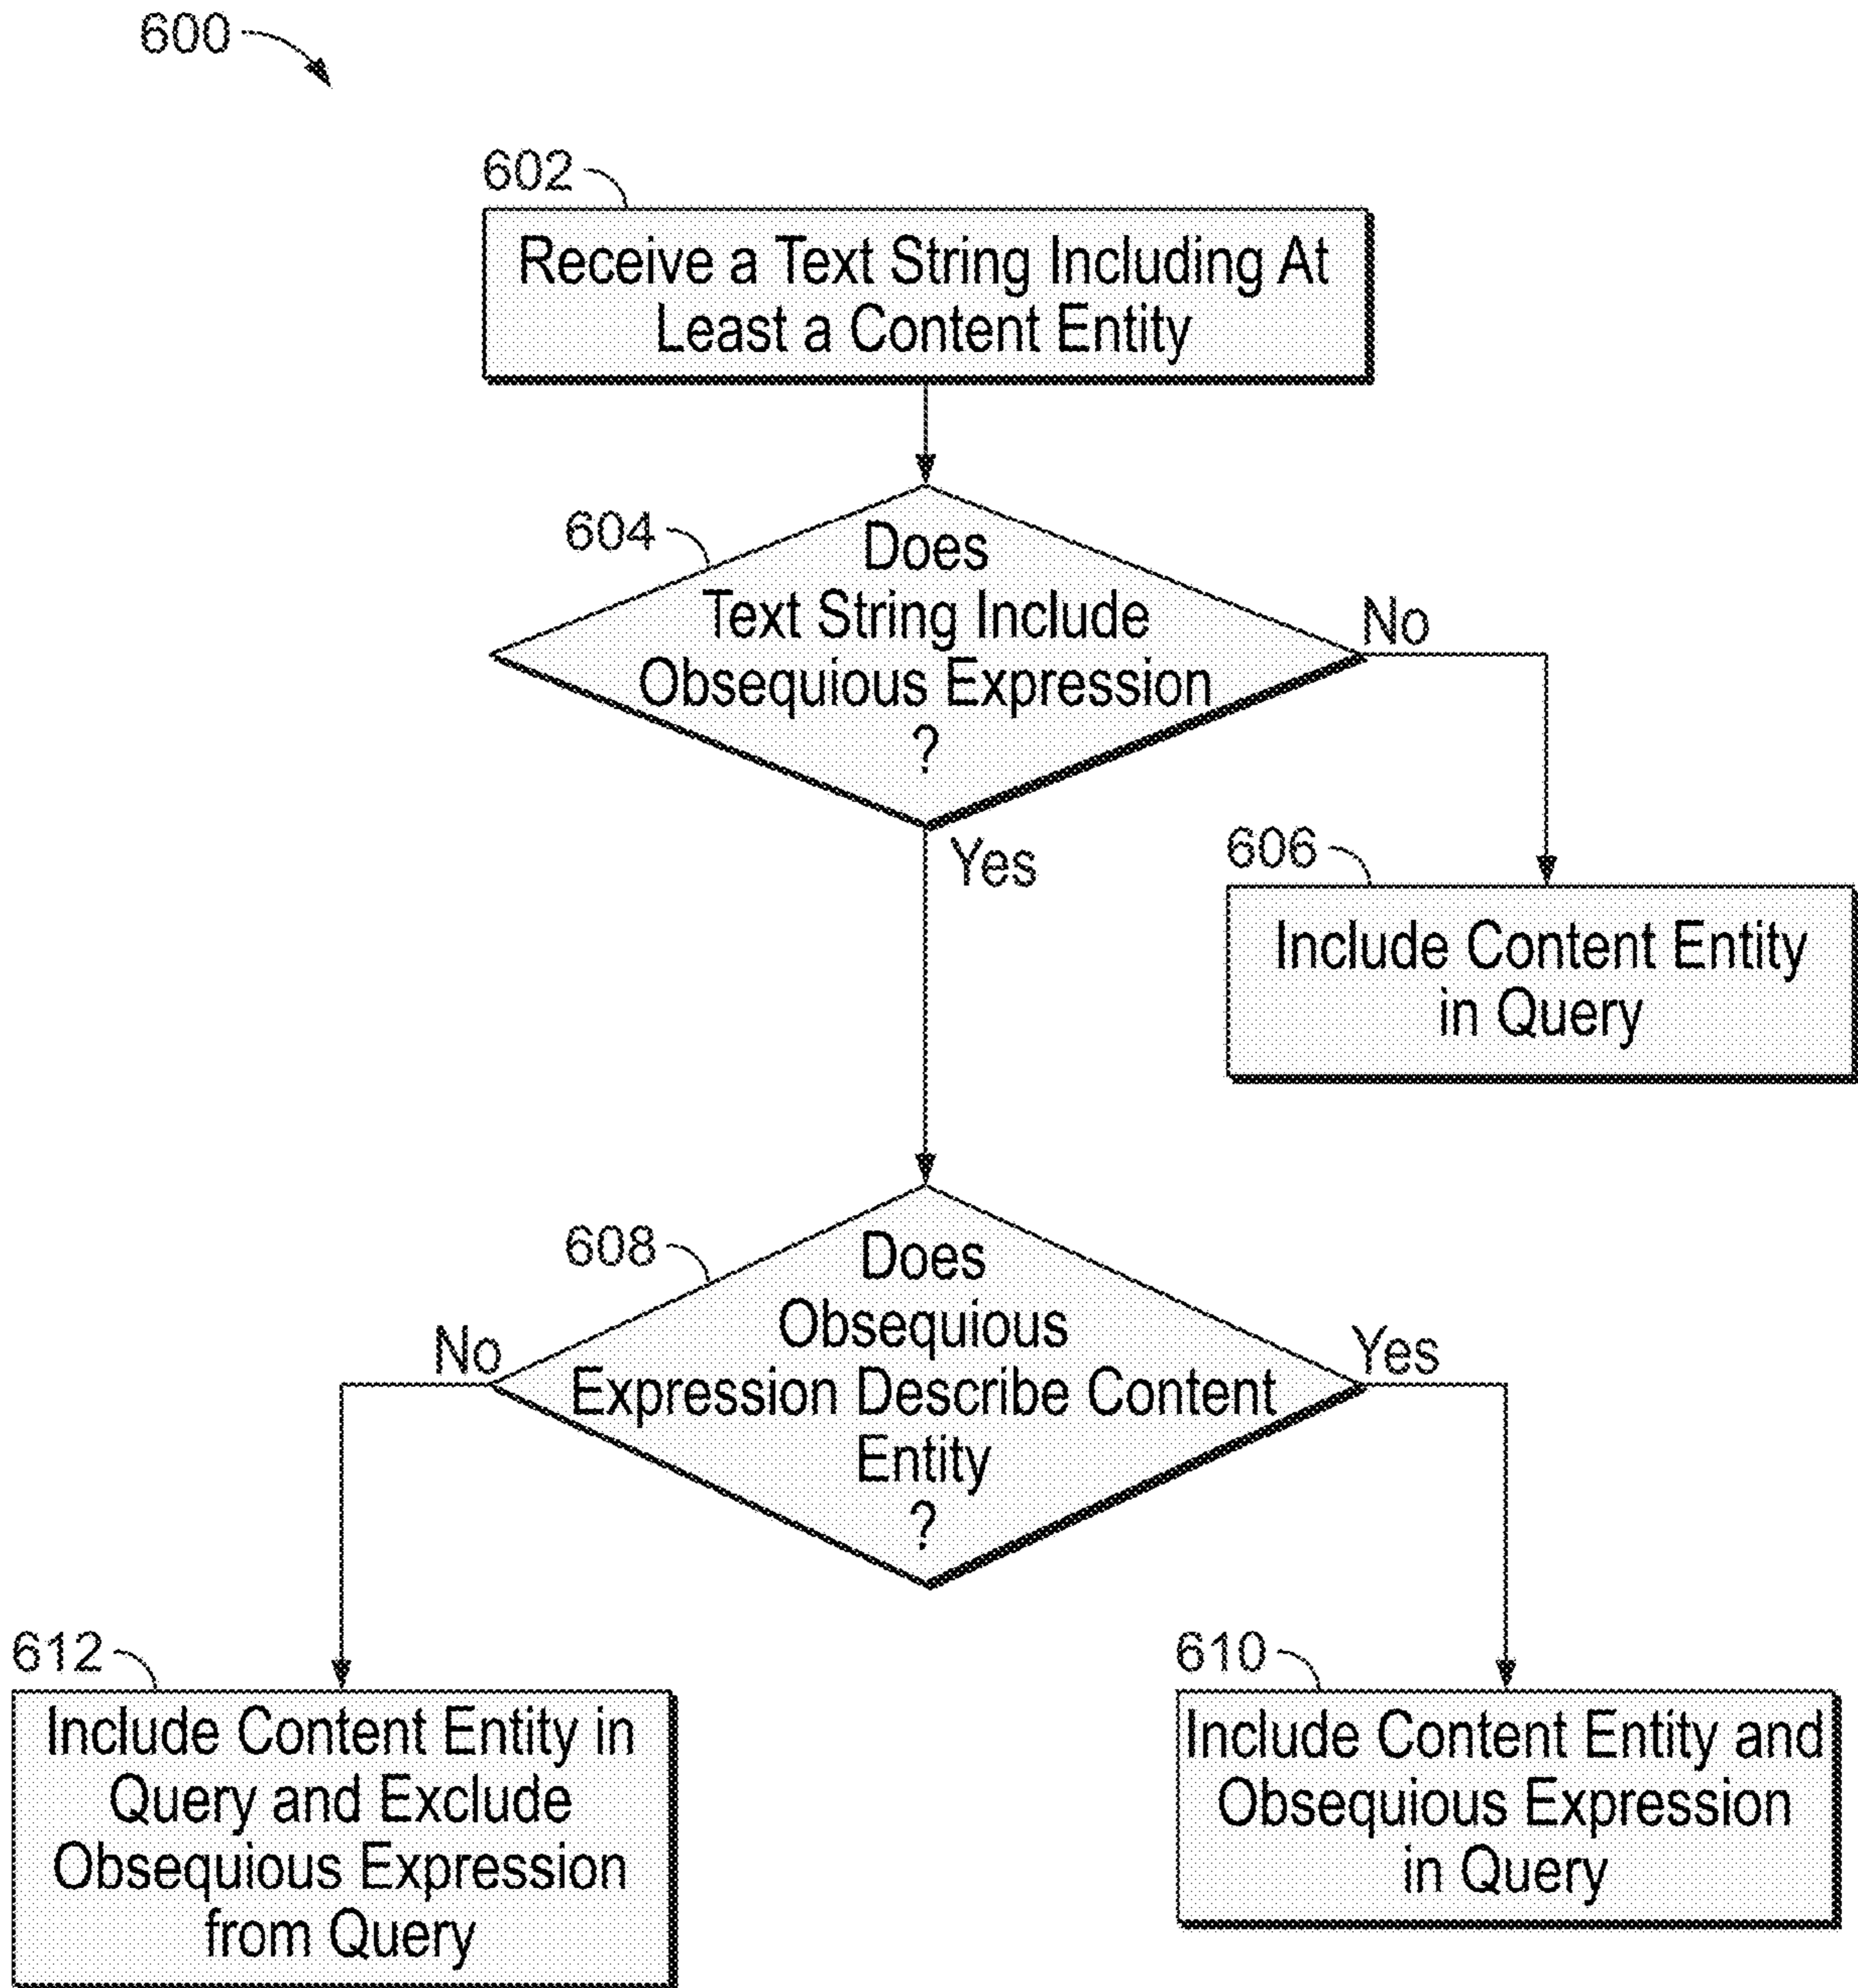 600
602
Receive a Text String Including At
Least a Content Entity
604
Does
Text String Include
Obsequious Expression
?
No
Yes
606
Include Content Entity
in Query
608
Does
Obsequious
Expression Describe Content
Entity
?
No
Yes
612
Include Content Entity in
Query and Exclude
Obsequious Expression
from Query
610
Include Content Entity and
Obsequious Expression
in Query